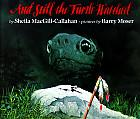 And Still the Turtle Watched
by Sheila MacGill-Callahan · pictures by Barry Moser